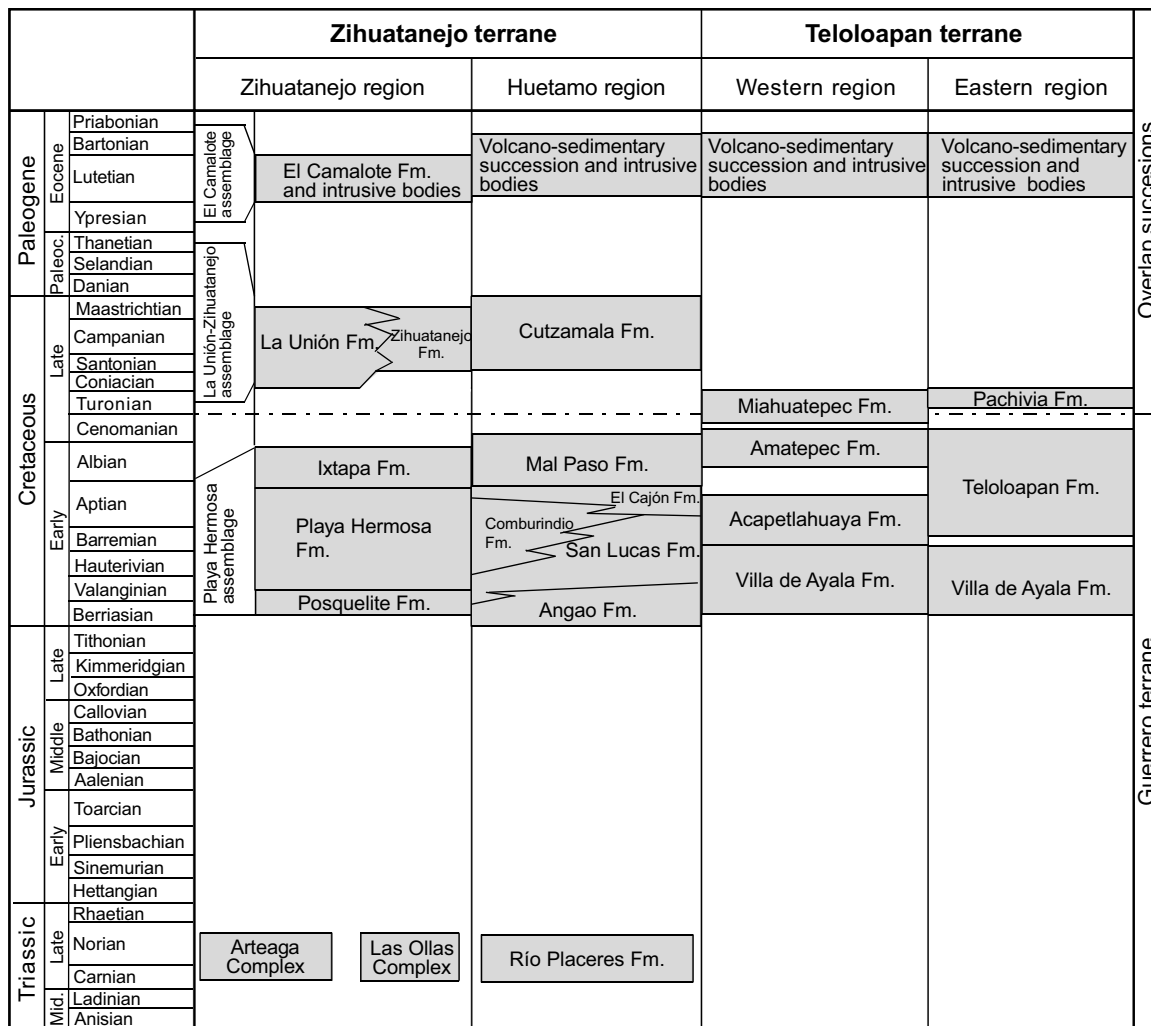 Zihuatanejo terrane
Teloloapan terrane
Zihuatanejo region
Huetamo region
Western region
Eastern region
Paleogene
Eocene
Priabonian
Bartonian
Lutetian
Ypresian
Paleoc.
Thanetian
Selandian
Danian
Cretaceous
Late
Maastrichtian
Campanian
Santonian
Coniacian
Turonian
Cenomanian
Early
Albian
Aptian
Barremian
Hauterivian
Valanginian
Berriasian
Jurassic
Late
Tithonian
Kimmeridgian
Oxfordian
Middle
Callovian
Bathonian
Bajocian
Aalenian
Early
Toarcian
Pliensbachian
Sinemurian
Hettangian
Triassic
Late
Rhaetian
Norian
Carnian
Mid.
Ladinian
Anisian
El Camalote
assemblage
El Camalote Fm.
and intrusive bodies
La Unión-Zihuatanejo
assemblage
La Unión Fm.
Zihuatanejo
Fm.
Playa Hermosa
assemblage
Ixtapa Fm.
Playa Hermosa
Fm.
Posquelite Fm.
Arteaga
Complex
Las Ollas
Complex
Volcano-sedimentary
succession and intrusive
bodies
Cutzamala Fm.
Mal Paso Fm.
El Cajón Fm.
Comburindio
Fm.
San Lucas Fm.
Angao Fm.
Río Placeres Fm.
Volcano-sedimentary
succession and intrusive
bodies
Miahuatepec Fm.
Amatepec Fm.
Acapetlahuaya Fm.
Villa de Ayala Fm.
Volcano-sedimentary
succession and
intrusive bodies
Pachivia Fm.
Teloloapan Fm.
Villa de Ayala Fm.
Overlap succesions
Guerrero terrane